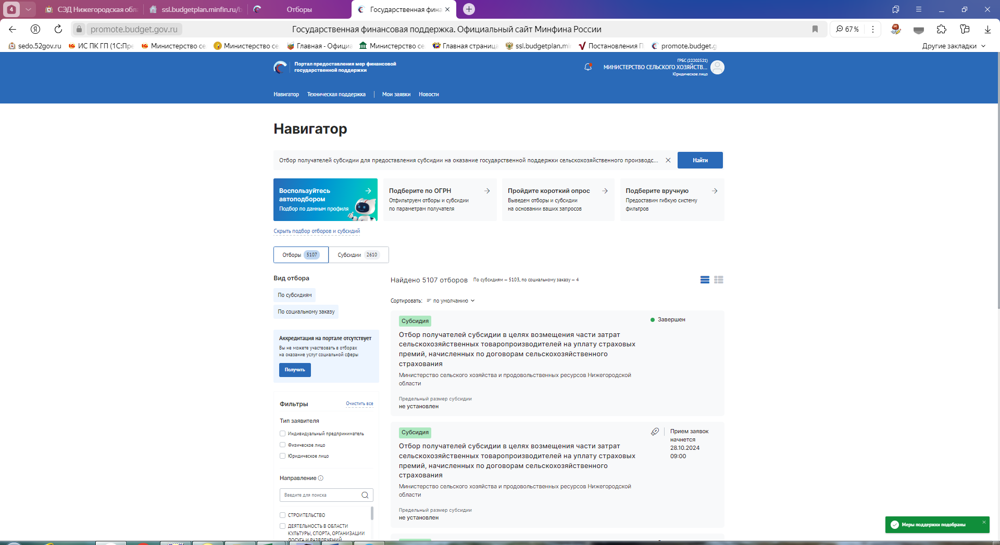 4
СЭД Нижегородская обл
ssl.budgetplan.minfin.ru/b
Отборы
Государственная фина
promote.budget.gov.ru
Государственная финансовая поддержка. Официальный сайт Минфина России
67 %
sedo.52gov.ru
ИС ПК ГП (1С:Пре
Министерство се
Министерство се
Главная - Официа
Министерство се
Главная страница
ssl.budgetplan.mi
Постановления П
promote.budget.g
Другие закладки
Портал предоставления мер финансовой
государственной поддержки
ГРБС (22202521)
МИНИСТЕРСТВО СЕЛЬСКОГО ХОЗЯЙСТВ...
Юридическое лицо
Навигатор
Техническая поддержка
Мои заявки
Новости
Навигатор
Отбор получателей субсидии для предоставления субсидии на оказание государственной поддержки сельскохозяйственного производс...
Найти
Воспользуйтесь
автоподбором
Подбор по данным профиля
Подберите по ОГРН
Отфильтруем отборы и субсидии
по параметрам получателя
Пройдите короткий опрос
Выведем отборы и субсидии
на основании ваших запросов
Подберите вручную
Предоставим гибкую систему
фильтров
Скрыть подбор отборов и субсидий
Отборы 5107
Субсидии 2610
Вид отбора
По субсидиям
По социальному заказу
Аккредитация на портале отсутствует
Вы не можете участвовать в отборах
на оказание услуг социальной сферы
Получить
Фильтры
Очистить все
Тип заявителя
Индивидуальный предприниматель
Физическое лицо
Юридическое лицо
Направление
Введите для поиска
СТРОИТЕЛЬСТВО
ДЕЯТЕЛЬНОСТЬ В ОБЛАСТИ
КУЛЬТУРЫ, СПОРТА, ОРГАНИЗАЦИИ
ДОСУГА И РАЗВЛЕЧЕНИЙ
Найдено 5107 отборов
По субсидиям – 5103, по социальному заказу – 4
Сортировать: по умолчанию
Субсидия
Завершен
Отбор получателей субсидии в целях возмещения части затрат
сельскохозяйственных товаропроизводителей на уплату страховых
премий, начисленных по договорам сельскохозяйственного
страхования
Министерство сельского хозяйства и продовольственных ресурсов Нижегородской
области
Предельный размер субсидии
не установлен
Субсидия
Прием заявок
начнется
28.10.2024
09:00
Отбор получателей субсидии в целях возмещения части затрат
сельскохозяйственных товаропроизводителей на уплату страховых
премий, начисленных по договорам сельскохозяйственного
страхования
Министерство сельского хозяйства и продовольственных ресурсов Нижегородской
области
Предельный размер субсидии
не установлен
Меры поддержки подобраны